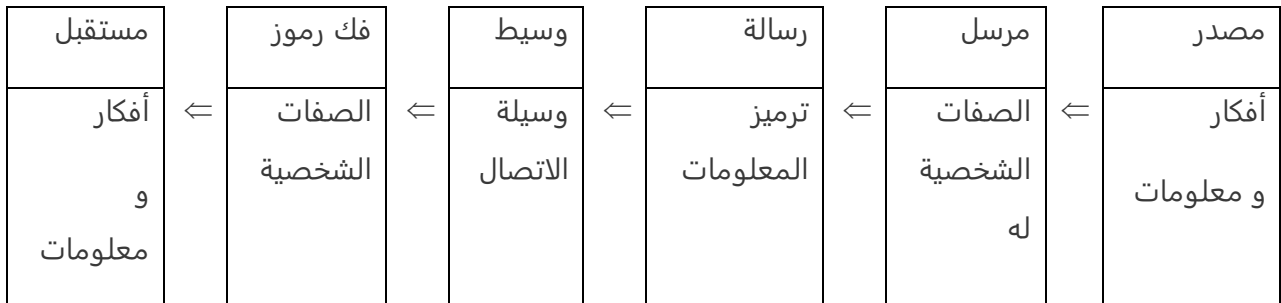 مصدر ⇐ مرسل ⇐ رسالة ⇐ وسيط ⇐ فك رموز ⇐ مستقبل
أفكار
و معلومات
الصفات
الشخصية
له
ترميز
المعلومات
وسيلة
الاتصال
الصفات
الشخصية
أفكار
و
معلومات